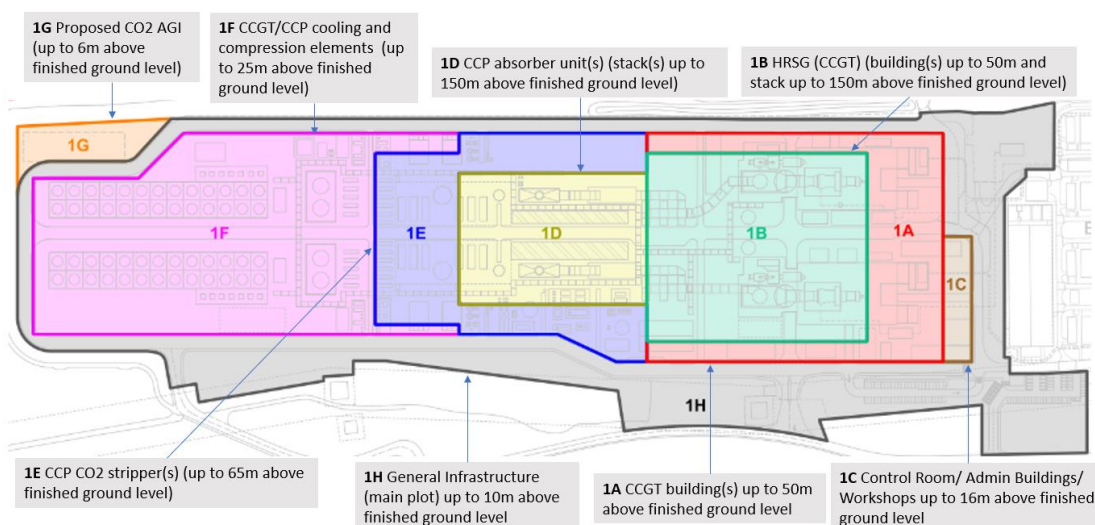 1G Proposed CO2 AGI
(up to 6m above
finished ground level)
1F CCGT/CCP cooling and
compression elements (up
to 25m above finished
ground level)
1D CCP absorber unit(s) (stack(s) up to
150m above finished ground level)
1B HRSG (CCGT) (building(s) up to 50m and
stack up to 150m above finished ground level)
1G
1F
1E
1D
1B
1A
1C
1H
1E CCP CO2 stripper(s) (up to 65m above
finished ground level)
1H General Infrastructure
(main plot) up to 10m above
finished ground level
1A CCGT building(s) up to 50m
above finished ground level
1C Control Room/ Admin Buildings/
Workshops up to 16m above finished
ground level